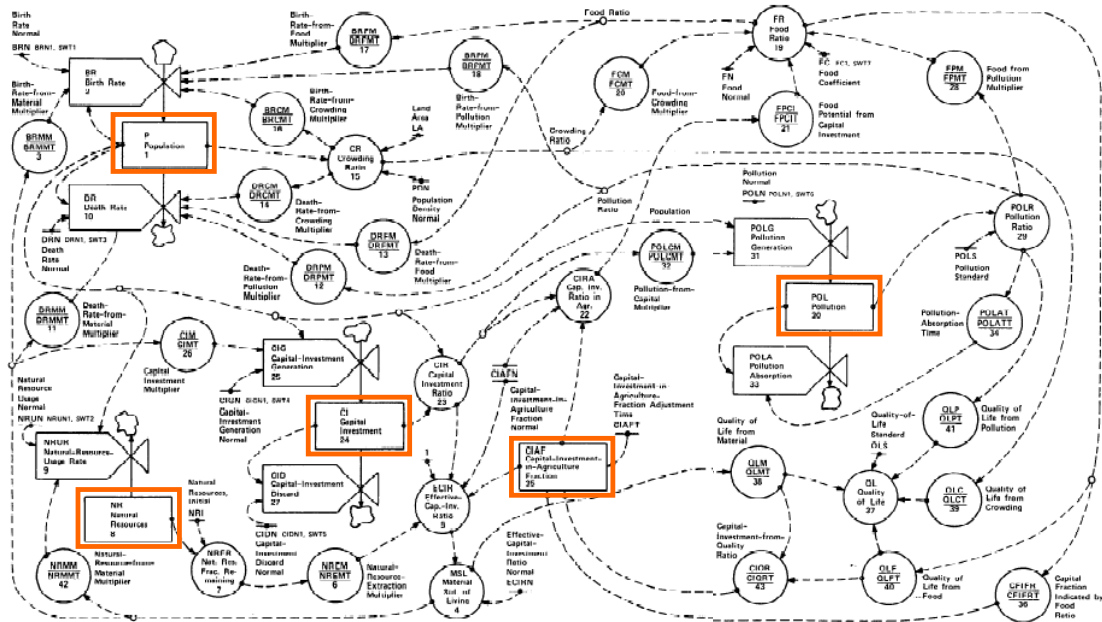 Birth
Rate
Normal
BRN BRN1, SWT1
BR
Birth Rate
2
Birth-
Rate-from-
Material
Multiplier
BRMM
BRMMT
3
P
Population
1
DR
Death Rate
10
DRN DRN1, SWT3
Death
Rate
Normal
DRMM
DRMMT
11
Death-
Rate-from-
Material
Multiplier
Birth-
Rate-from-
Food
Multiplier
BRFM
BRFMT
17
BRPM
BRPMT
18
Birth-
Rate-from-
Pollution
Multiplier
BRCM
BRCMT
16
Birth-
Rate-from-
Crowding
Multiplier
Land
Area
LA
CR
Crowding
Ratio
15
PDN
Population
Density Normal
DRCM
DRCMT
14
Death-
Rate-from-
Crowding
Multiplier
DRFM
DRFMT
13
Death-
Rate-from-
Food
Multiplier
DRPM
DRPMT
12
Death-
Rate-from-
Pollution
Multiplier
Food Ratio
FR
Food
Ratio
19
FC FC1, SWT7
Food
Coefficient
FN
Food
Normal
FCM
FCMT
20
Food-from-
Crowding
Multiplier
Crowding
Ratio
FPCI
FPCIT
21
Food
Potential from
Capital
Investment
FPM
FPMT
28
Food from
Pollution
Multiplier
Pollution
Ratio
Population
Pollution
Normal
POLN POLN1, SWT6
POLG
Pollution
Generation
31
POLCM
POLCMT
32
Pollution-from-
Capital
Multiplier
POL
Pollution
30
POLA
Pollution
Absorption
33
POLR
Pollution
Ratio
29
POLS
Pollution
Standard
POLAT
POLATT
34
Pollution-
Absorption
Time
CIRA
Cap. Inv.
Ratio in
Agr.
22
CIM
CIMT
26
Capital
Investment
Multiplier
CIG
Capital-Investment
Generation
25
CIGN CIGN1, SWT4
Capital-
Investment
Generation
Normal
CI
Capital
Investment
24
CID
Capital-Investment
Discard
27
CIDN CIDN1, SWT5
Capital-
Investment
Discard Normal
CIR
Capital
Investment
Ratio
23
CIAFN
Capital-
Investment-in-
Agriculture
Fraction Normal
Capital-
Investment-in
Agriculture-
Fraction Adjustment
Time
CIAFT
CIAF
Capital-Investment-
in-Agriculture
Fraction
1
ECIR
Effective-
Cap.-Inv.
Ratio
5
Effective-
Capital-
Investment
Ratio
Normal
ECIRN
MSL
Material
Std. of
Living
4
Natural
Resource
Usage
Normal
NRUN NRUN1, SWT2
NRUR
Natural-Resource-
Usage Rate
9
NR
Natural
Resources
8
Natural
Resources,
Initial
NRI
NRFR
Nat. Res.
Frac. Re-
maining
7
NREM
NREMT
6
Natural-
Resource-
Extraction
Multiplier
NRMM
NRMMT
42
Natural-
Resource-from-
Material
Multiplier
Quality-of-
Life
Standard
QLS
QL
Quality
of Life
37
QLM
QLMT
38
Quality of
Life from
Material
QLP
QLPT
41
Quality of
Life from
Pollution
QLC
QLCT
39
Quality of
Life from
Crowding
QLF
QLFT
40
Quality of
Life from
Food
Capital-
Investment-from-
Quality
Ratio
CIQR
CIQRT
43
CFIFR
CFIFRT
36
Capital
Fraction
Indicated by
Food
Ratio